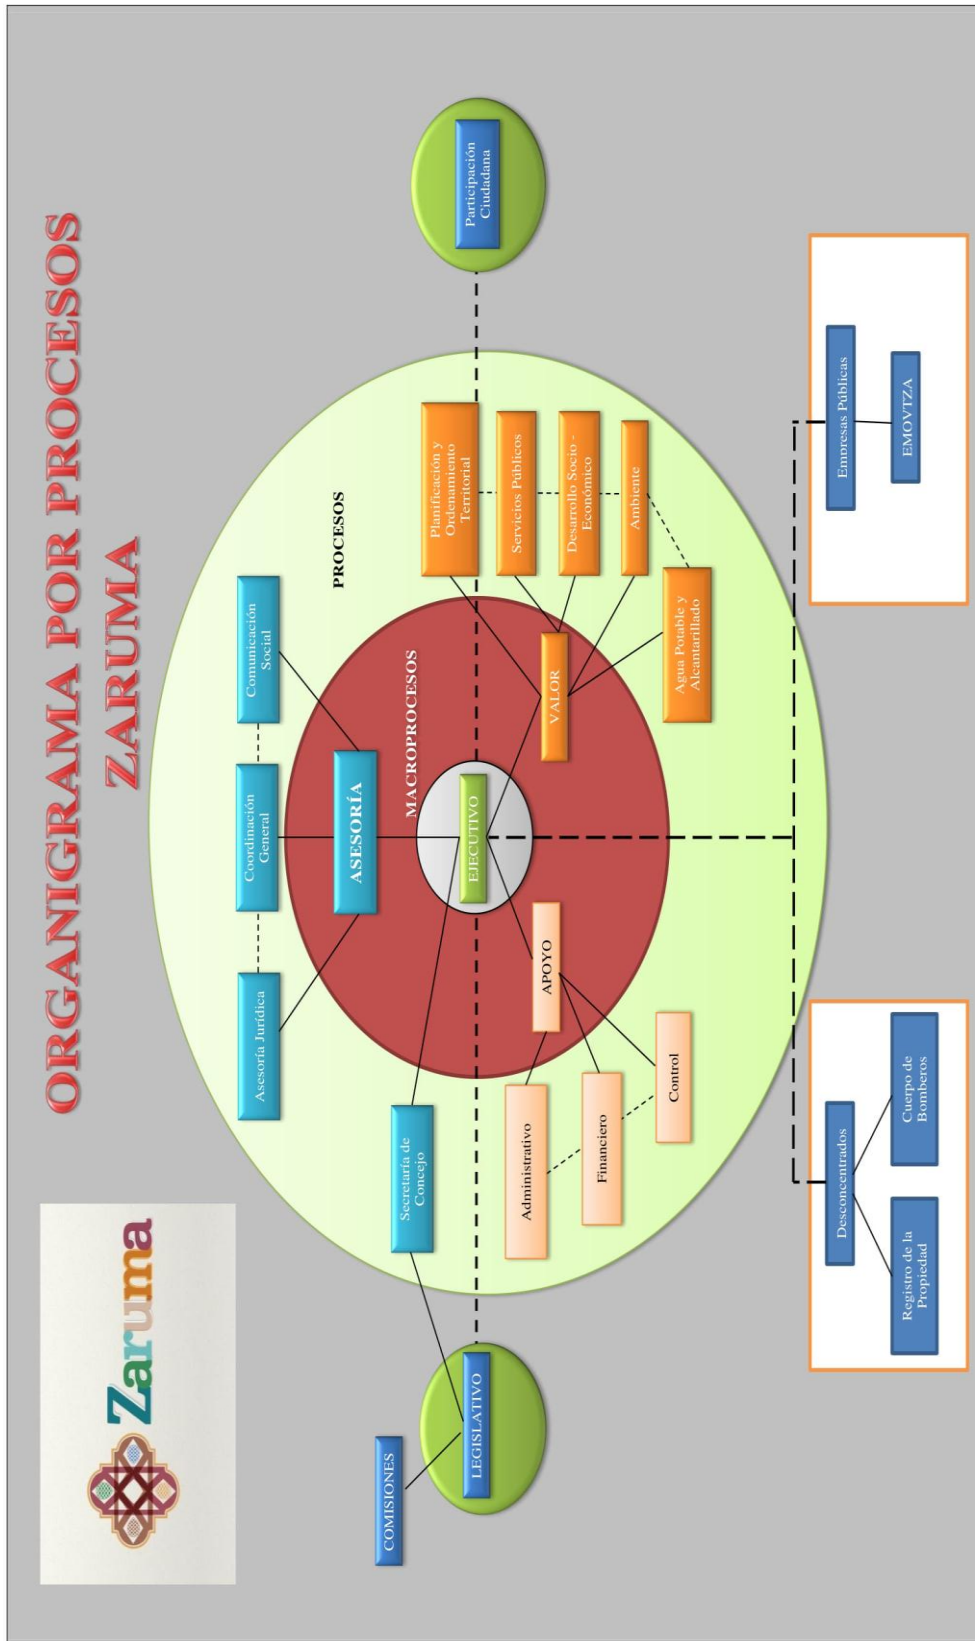 ORGANIGRAMA POR PROCESOS
ZARUMA
Zaruma
COMISIONES
LEGISLATIVO
Secretaría de
Concejo
Asesoría Jurídica
Coordinación
General
Comunicación
Social
ASESORÍA
PROCESOS
MACROPROCESOS
EJECUTIVO
APOYO
Administrativo
Financiero
Control
VALOR
Planificación y
Ordenamiento
Territorial
Servicios Públicos
Desarrollo Socio -
Económico
Ambiente
Agua Potable y
Alcantarillado
Participación
Ciudadana
Desconcentrados
Registro de la
Propiedad
Cuerpo de
Bomberos
Empresas Públicas
EMOVTZA